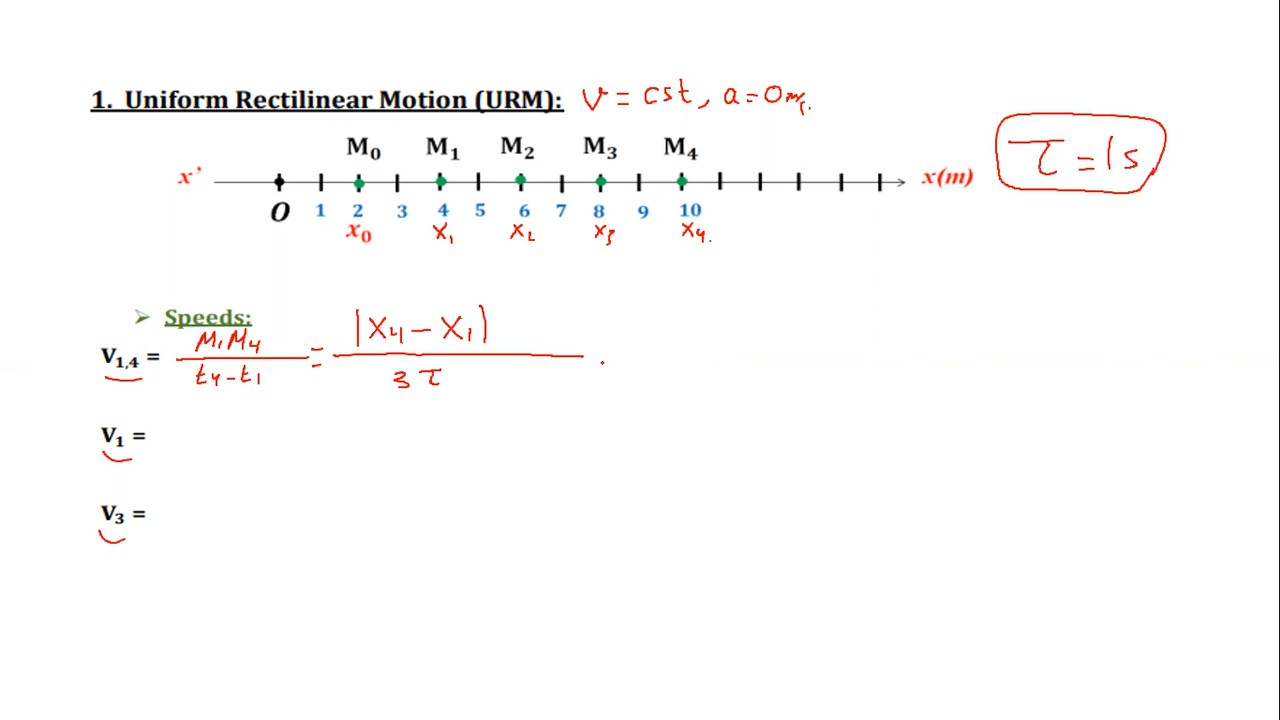 1. Uniform Rectilinear Motion (URM): V = cst, a = 0 m/s
τ = 1s
M₀ M₁ M₂ M₃ M₄
x' x(m)
O 1 2 3 4 5 6 7 8 9 10
x₀ x₁ x₂ x₃ x₄.
➢ Speeds:
V₁,₄ = M₁M₄ / t₄-t₁ = |x₄ - x₁| / 3τ .
V₁ =
V₃ =